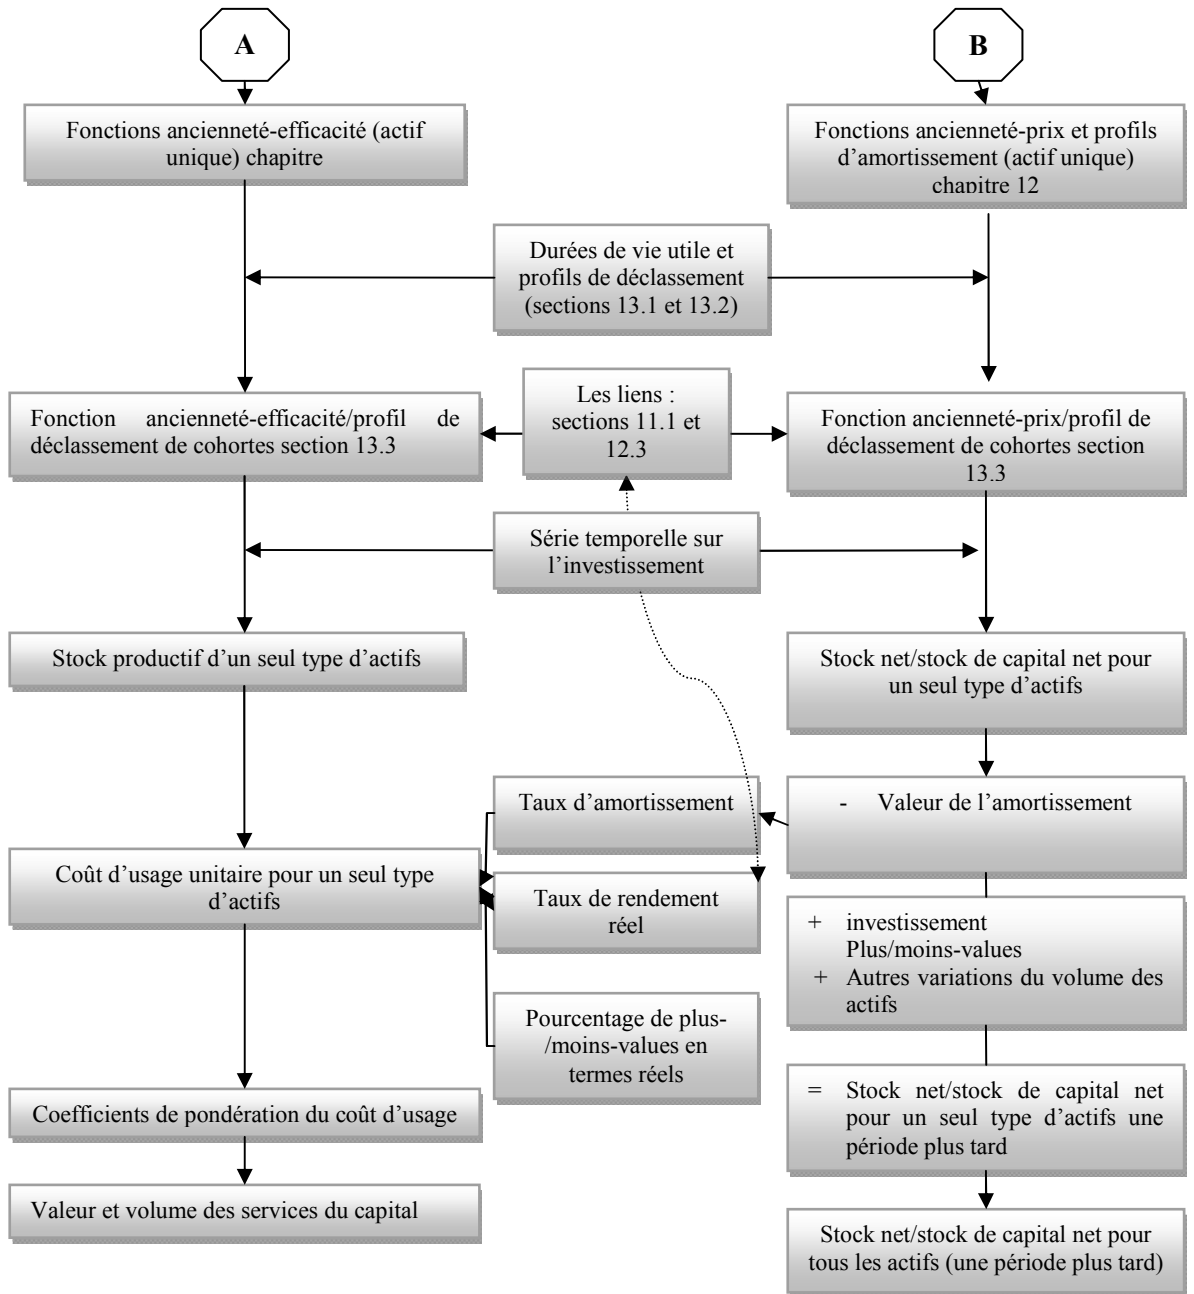 A
B
Fonctions ancienneté-efficacité (actif
unique) chapitre
Fonctions ancienneté-prix et profils
d’amortissement (actif unique)
chapitre 12
Durées de vie utile et
profils de déclassement
(sections 13.1 et 13.2)
Fonction ancienneté-efficacité/profil de
déclassement de cohortes section 13.3
Les liens :
sections 11.1 et
12.3
Fonction ancienneté-prix/profil de
déclassement de cohortes section
13.3
Série temporelle sur
l’investissement
Stock productif d’un seul type d’actifs
Stock net/stock de capital net pour
un seul type d’actifs
Taux d’amortissement
- Valeur de l’amortissement
Coût d’usage unitaire pour un seul type
d’actifs
Taux de rendement
réel
+ investissement
Plus/moins-values
+ Autres variations du volume des
actifs
Pourcentage de plus-
/moins-values en
termes réels
Coefficients de pondération du coût d’usage
= Stock net/stock de capital net
pour un seul type d’actifs une
période plus tard
Valeur et volume des services du capital
Stock net/stock de capital net pour
tous les actifs (une période plus tard)